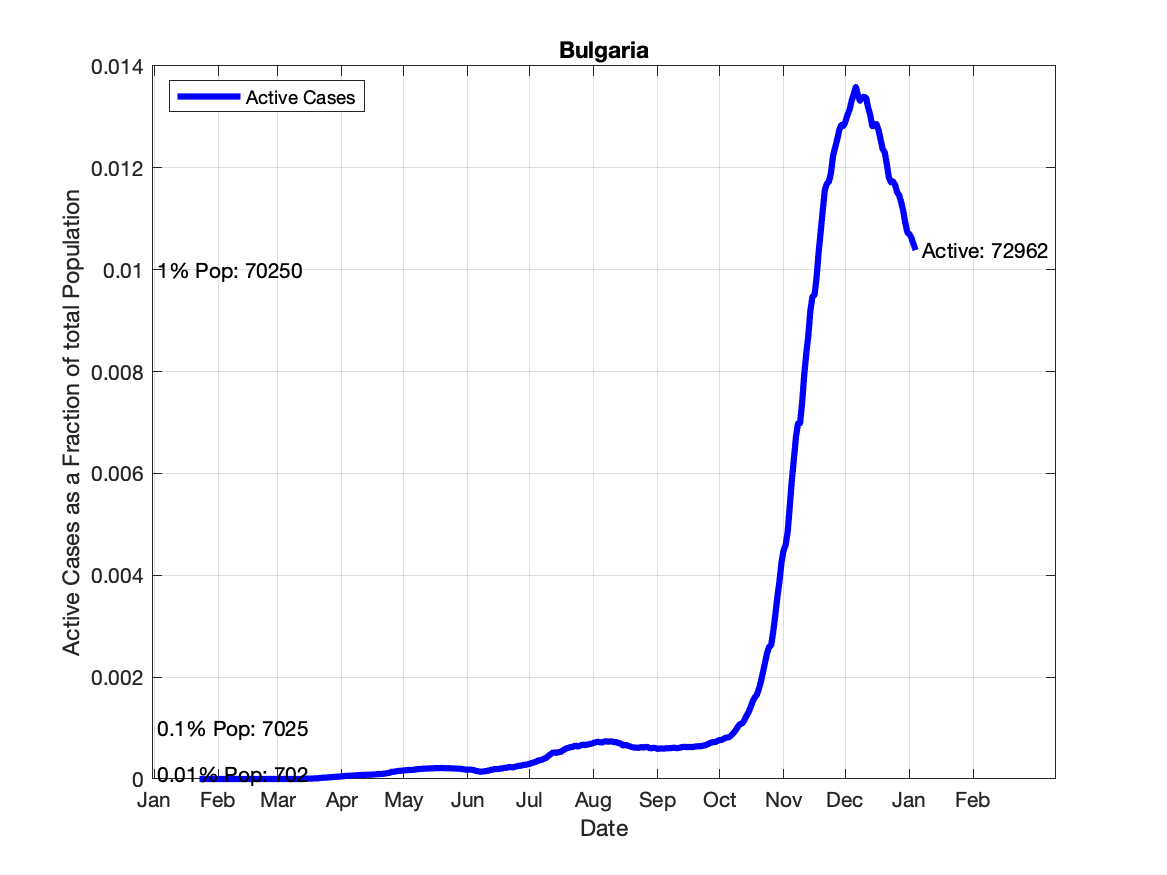 Bulgaria
Active Cases
Active Cases as a Fraction of total Population
0.014
0.012
0.01
0.008
0.006
0.004
0.002
0
1% Pop: 70250
0.1% Pop: 7025
0.01% Pop: 702
Active: 72962
Jan Feb Mar Apr May Jun Jul Aug Sep Oct Nov Dec Jan Feb
Date